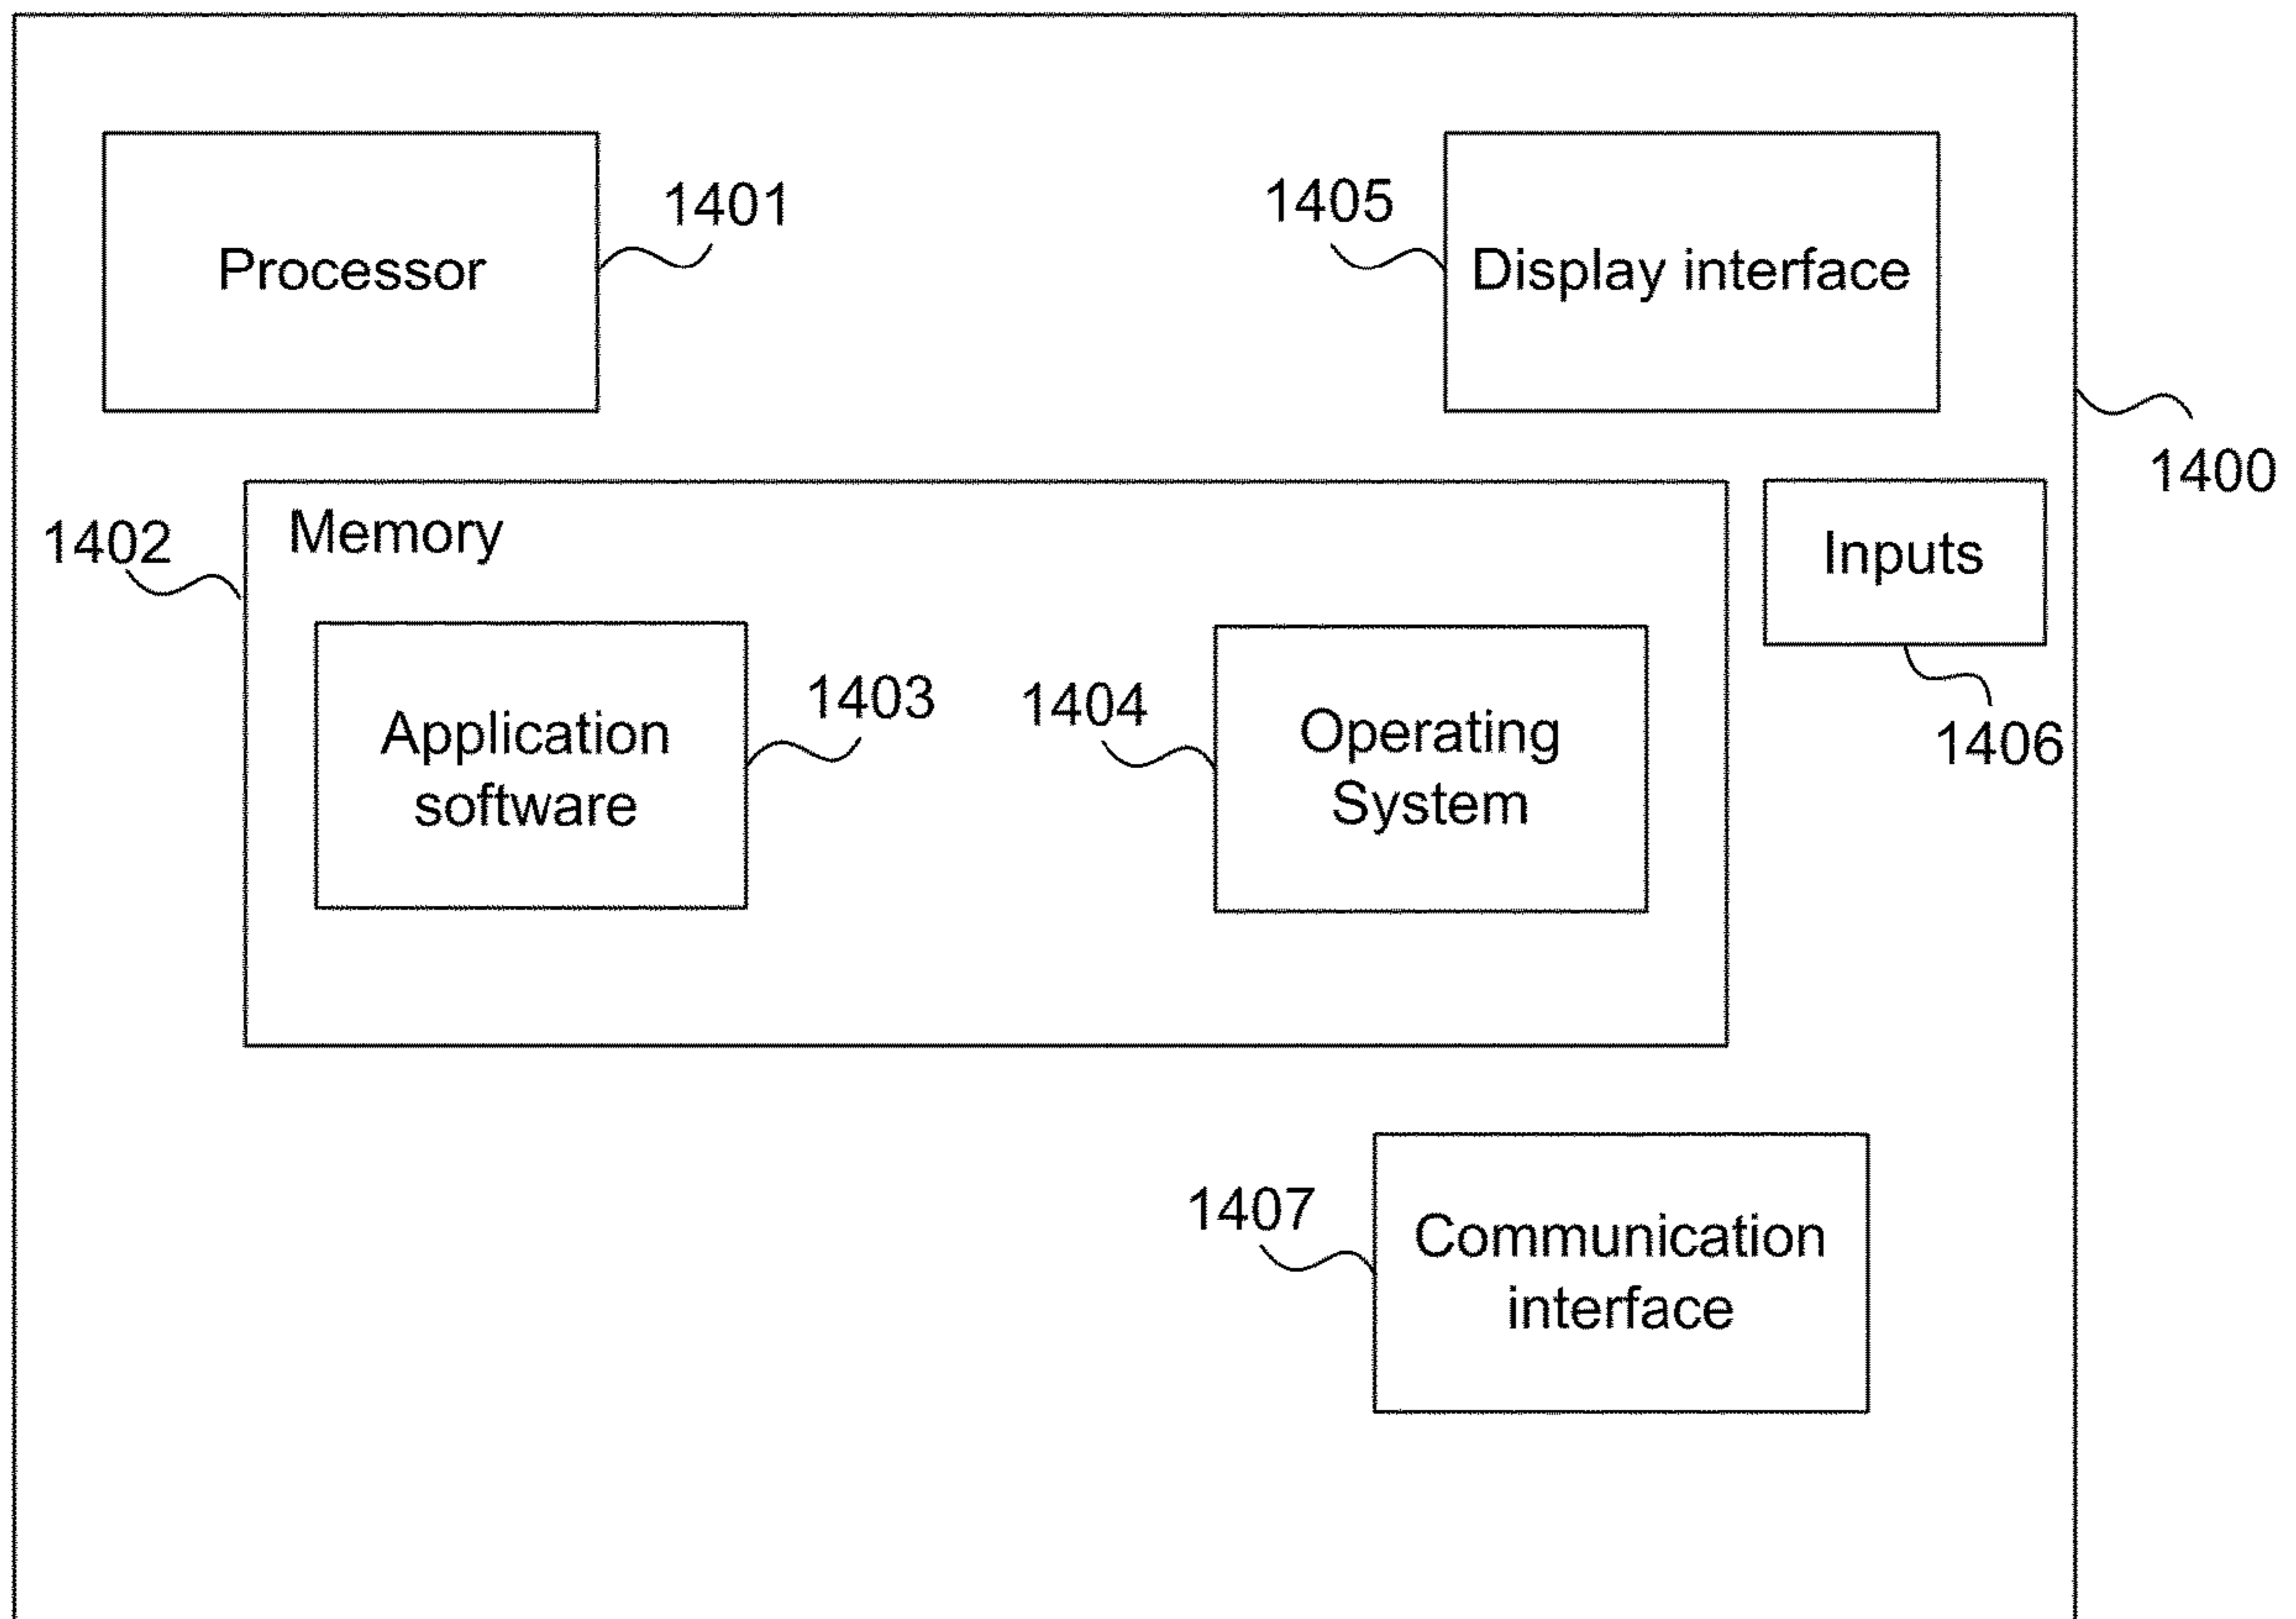 Processor
1401
1405
Display interface
1400
1402
Memory
Inputs
1406
Application
software
1403
1404
Operating
System
1407
Communication
interface